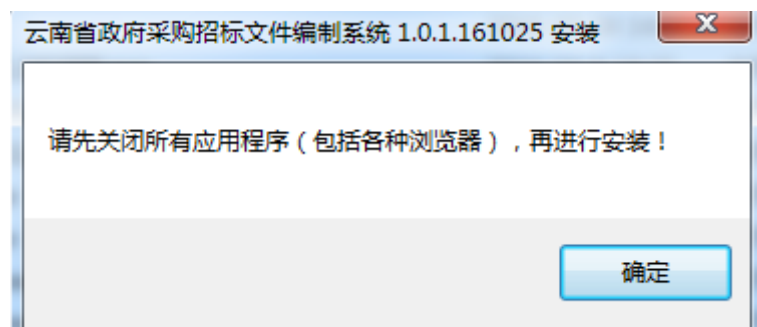 云南省政府采购招标文件编制系统 1.0.1.161025 安装
请先关闭所有应用程序（包括各种浏览器），再进行安装！
确定